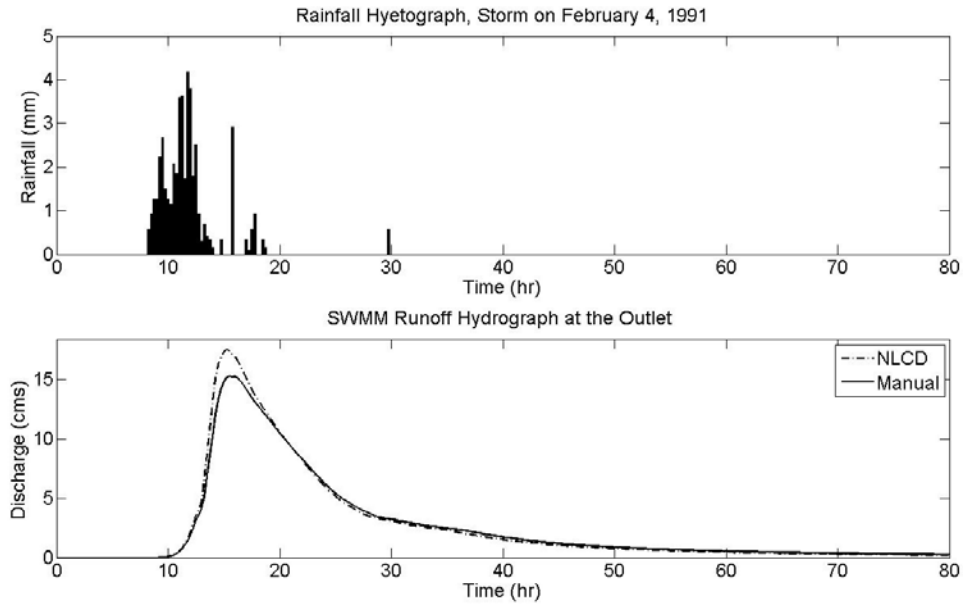 Rainfall Hyetograph, Storm on February 4, 1991
Rainfall (mm)
5
4
3
2
1
0
0 10 20 30 40 50 60 70 80
Time (hr)
SWMM Runoff Hydrograph at the Outlet
Discharge (cms)
15
10
5
0
NLCD
Manual
0 10 20 30 40 50 60 70 80
Time (hr)